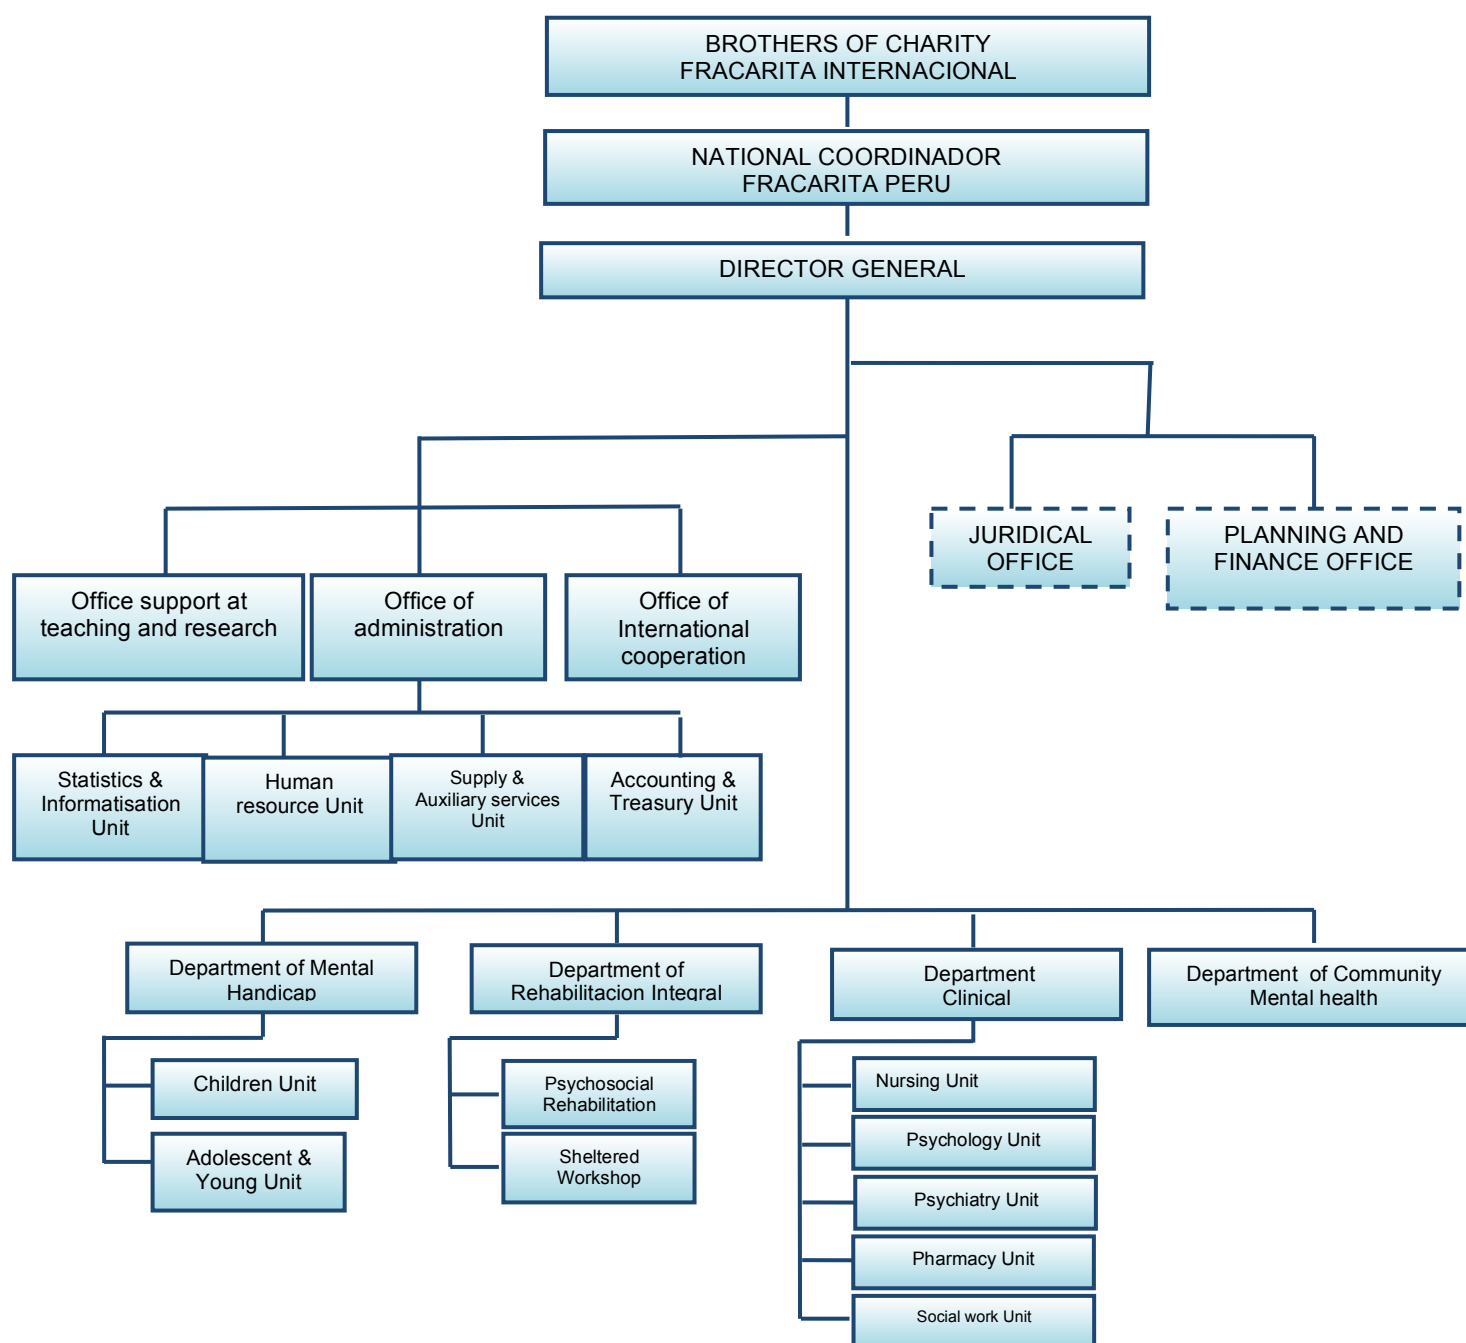 BROTHERS OF CHARITY
FRACARITA INTERNACIONAL
NATIONAL COORDINADOR
FRACARITA PERU
DIRECTOR GENERAL
JURIDICAL
OFFICE
PLANNING AND
FINANCE OFFICE
Office support at
teaching and research
Office of
administration
Office of
International
cooperation
Statistics &
Informatisation
Unit
Human
resource Unit
Supply &
Auxiliary services
Unit
Accounting &
Treasury Unit
Department of Mental
Handicap
Department of
Rehabilitacion Integral
Department
Clinical
Department of Community
Mental health
Children Unit
Adolescent &
Young Unit
Psychosocial
Rehabilitation
Sheltered
Workshop
Nursing Unit
Psychology Unit
Psychiatry Unit
Pharmacy Unit
Social work Unit